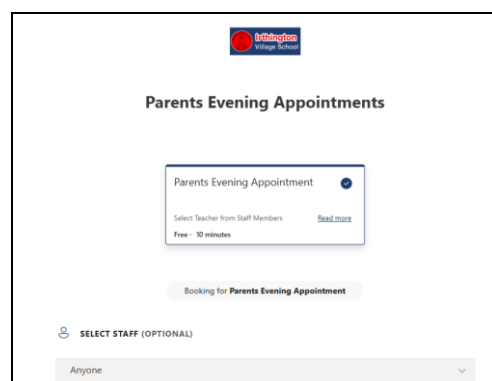 Irthington
Village School
Parents Evening Appointments
Parents Evening Appointment
Select Teacher from Staff Members Read more
Free - 10 minutes
Booking for Parents Evening Appointment
SELECT STAFF (OPTIONAL)
Anyone